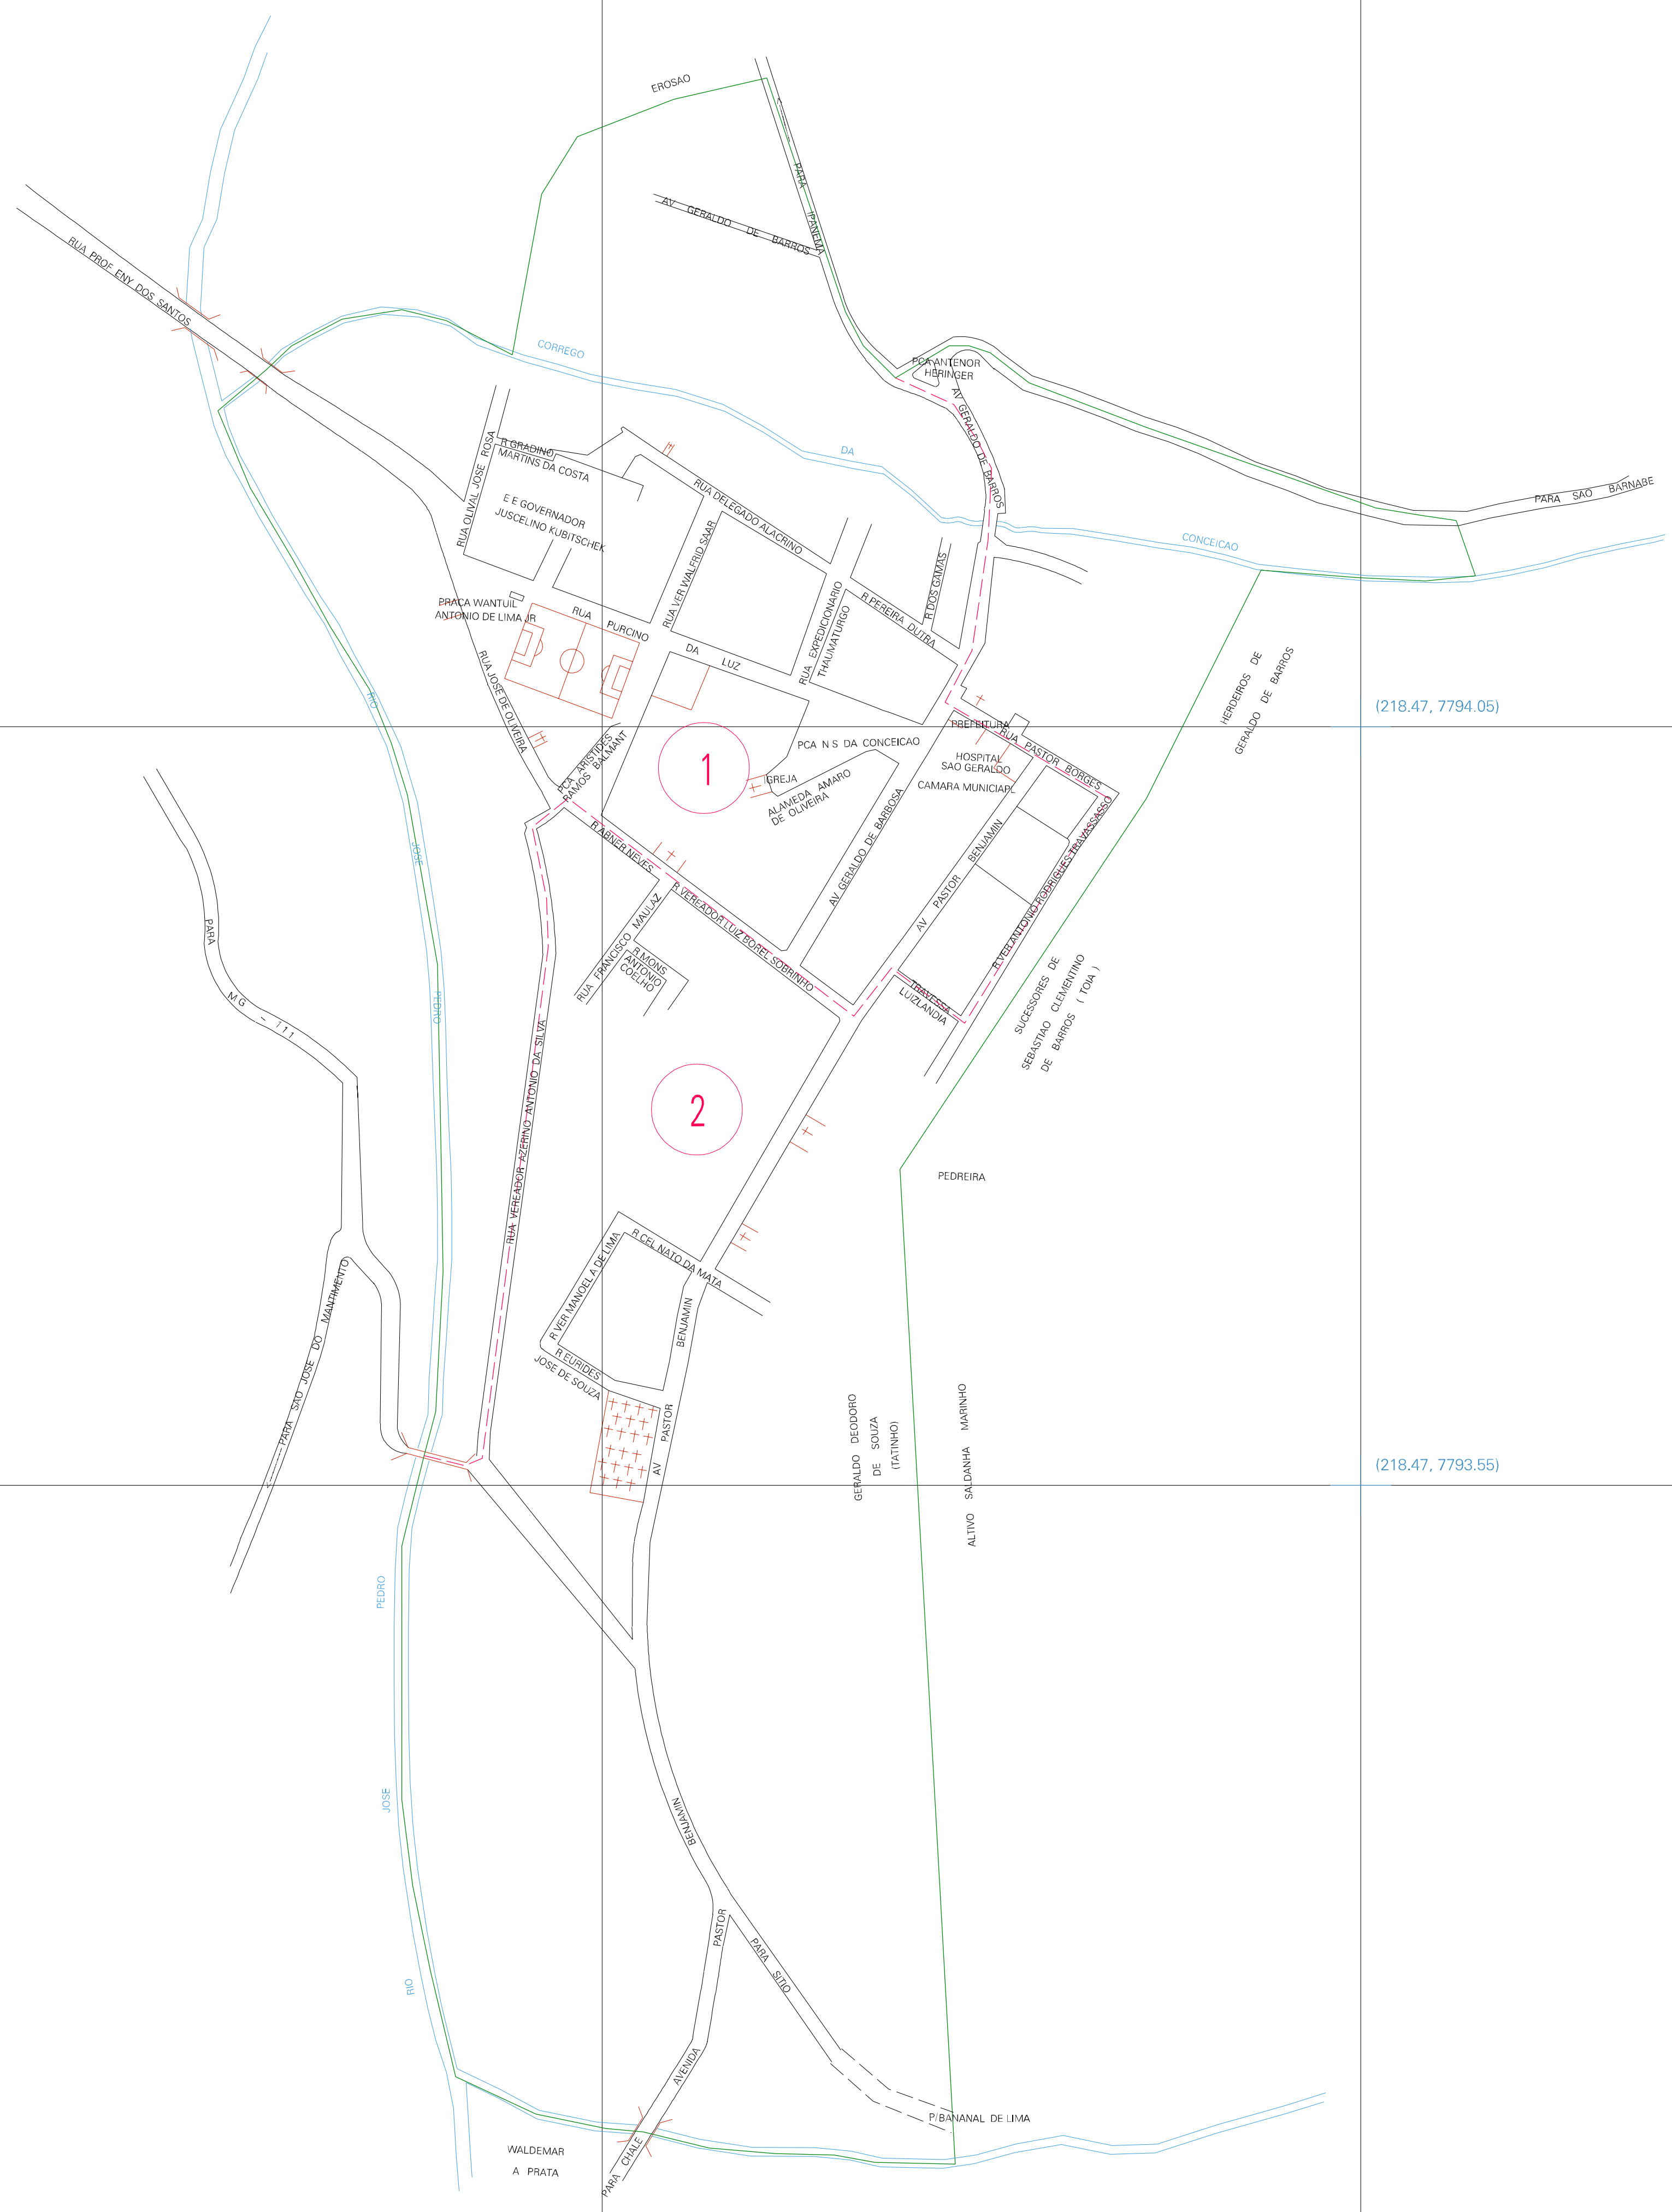 EROSAO
<---- PARA IPANEMA
AV GERALDO DE BARROS
RUA PROF ENY DOS SANTOS
CORREGO
DA
CONCEICAO
PCA ANTENOR
HERINGER
AV GERALDO DE BARROS
PARA SAO BARNABE
RUA OLIVAL JOSE ROSA
R GRADINO
MARTINS DA COSTA
E E GOVERNADOR
JUSCELINO KUBITSCHEK
RUA DELEGADO ALACRINO
RUA VER WALFRID SAAR
RUA EXPEDICIONARIO
THAUMATURGO
R PEREIRA DUTRA
R DOS GAMAS
PRACA WANTUIL
ANTONIO DE LIMA JR
RUA PURCINO
DA LUZ
RUA JOSE DE OLIVEIRA
HERDEIROS DE
GERALDO DE BARROS
(218.47, 7794.05)
RIO
JOSE
PEDRO
PREFEITURA
RUA PASTOR BORGES
PCA ARISTIDES
RAMOS BALMANT
1
PCA N S DA CONCEICAO
IGREJA
ALAMEDA AMARO
DE OLIVEIRA
HOSPITAL
SAO GERALDO
CAMARA MUNICIAPL
R ABNER NEVES
AV GERALDO DE BARBOSA
AV PASTOR BENJAMIN
R VER ANTONIO RODRIGUES TRAVASSASSO
R VEREADOR LUIZ BOREL SOBRINHO
RUA FRANCISCO MAULAZ
R MONS
ANTONIO
COELHO
TRAVESSA
LUIZLANDIA
SUCESSORES DE
SEBASTIAO CLEMENTINO
DE BARROS ( TOIA )
PARA
MG - 111
RUA VEREADOR AZERINO ANTONIO DA SILVA
2
PEDREIRA
R CEL NATO DA MATA
R VER MANOEL A DE LIMA
R EURIDES
JOSE DE SOUZA
<---- PARA SAO JOSE DO MANTIMENTO
AV PASTOR BENJAMIN
GERALDO DEODORO
DE SOUZA
(TATINHO)
ALTIVO SALDANHA MARINHO
(218.47, 7793.55)
RIO JOSE PEDRO
AVENIDA PASTOR BENJAMIN
PARA SITIO
P/BANANAL DE LIMA
PARA CHALE
WALDEMAR
A PRATA